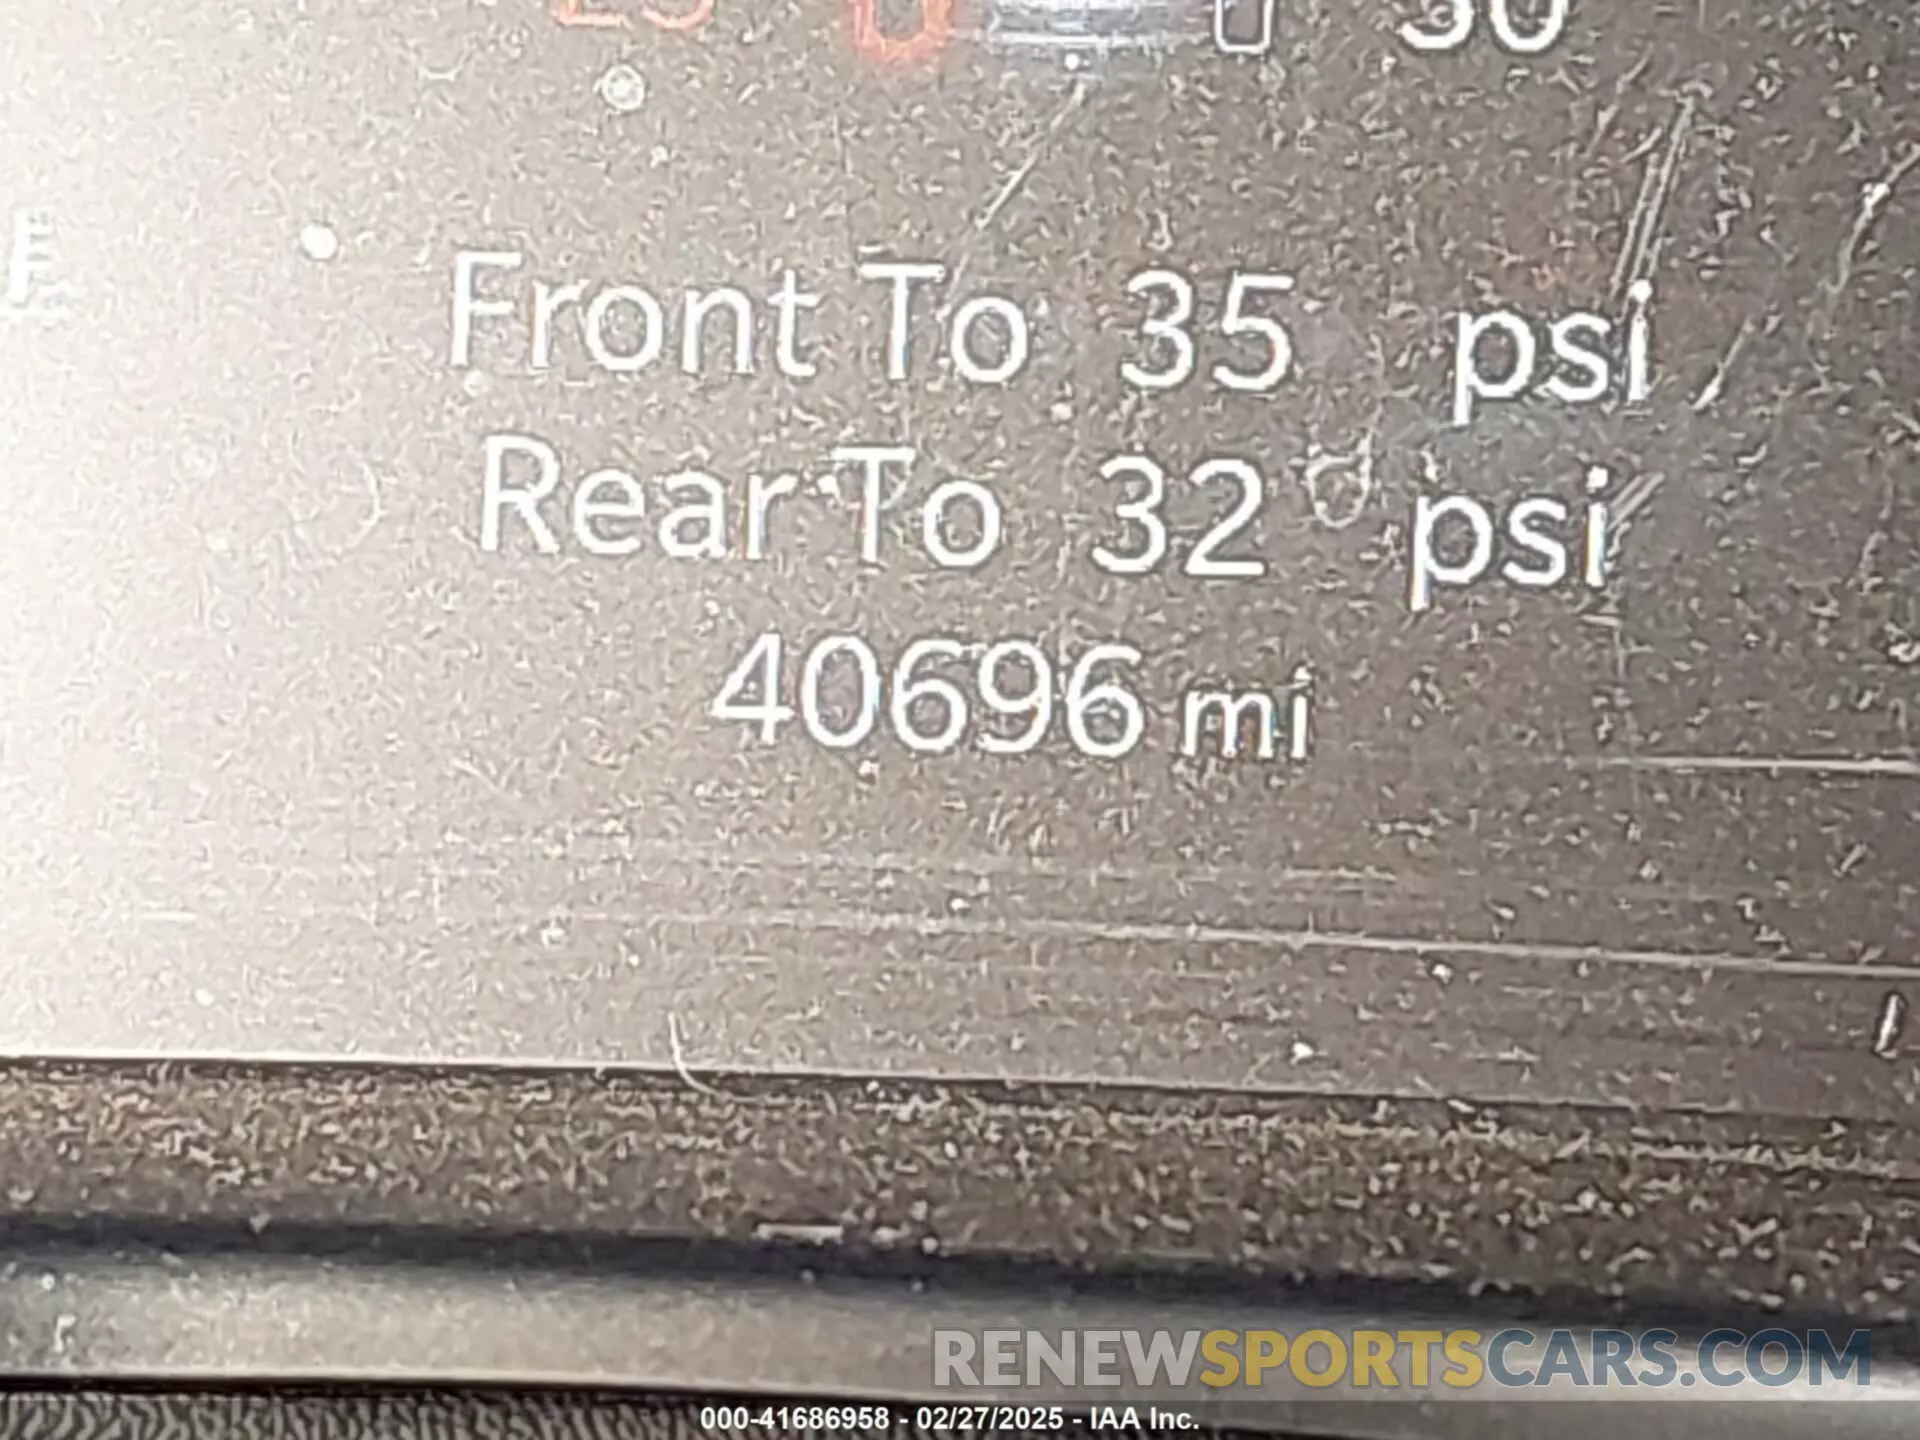 30
E
Front To 35 psi
Rear To 32 psi
40696 mi
RENEWSPORTSCARS.COM
000-41686958 - 02/27/2025 - IAA Inc.